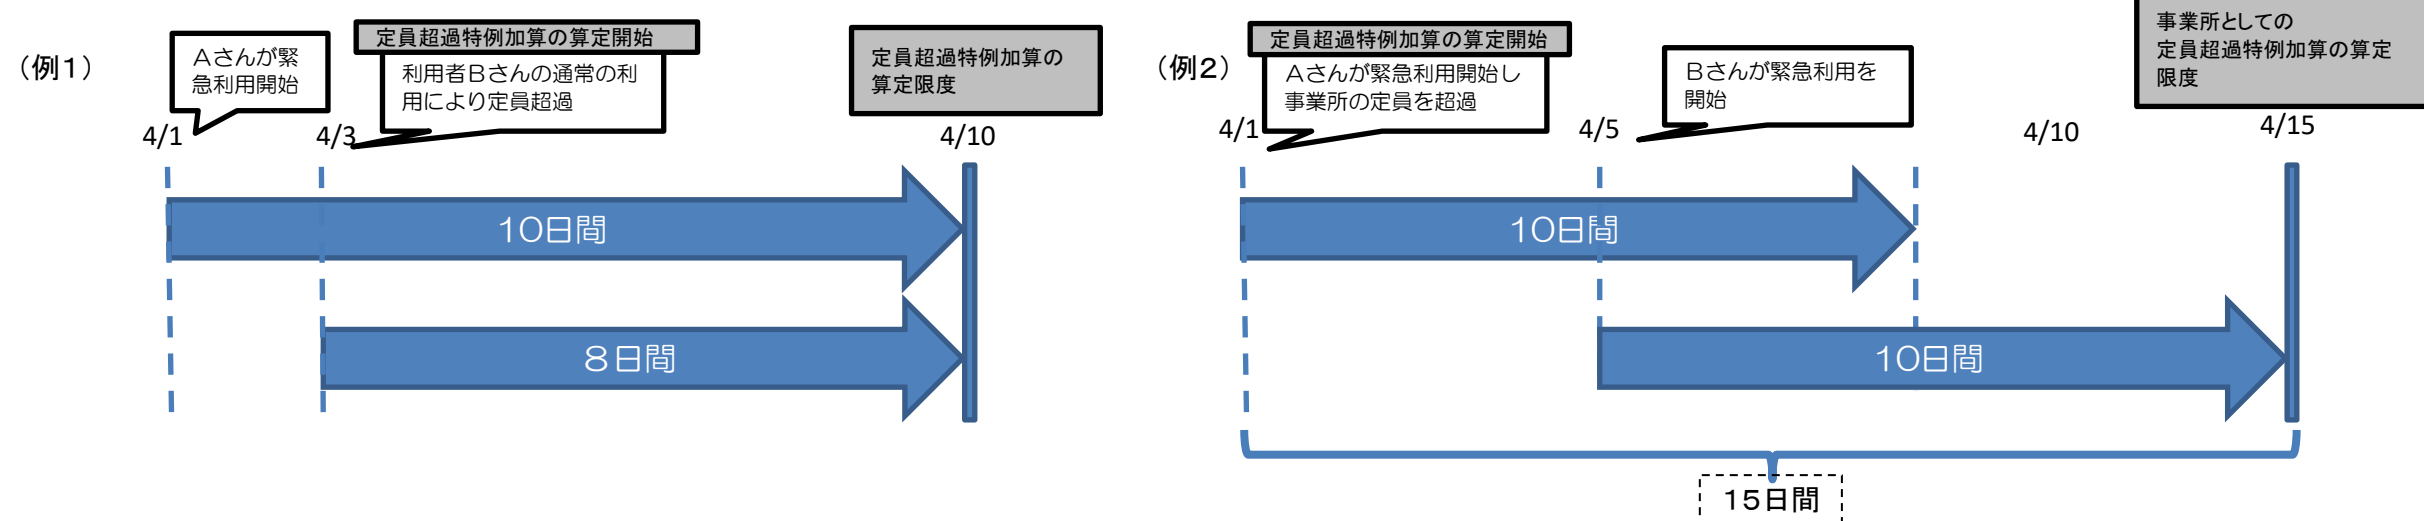 （例１）
Ａさんが緊
急利用開始
定員超過特例加算の算定開始
利用者Ｂさんの通常の利
用により定員超過
定員超過特例加算の
算定限度
4/1
4/3
4/10
１０日間
８日間
（例２）
定員超過特例加算の算定開始
Ａさんが緊急利用開始し
事業所の定員を超過
Ｂさんが緊急利用を
開始
事業所としての
定員超過特例加算の算定
限度
4/1
4/5
4/10
4/15
１０日間
１０日間
１５日間